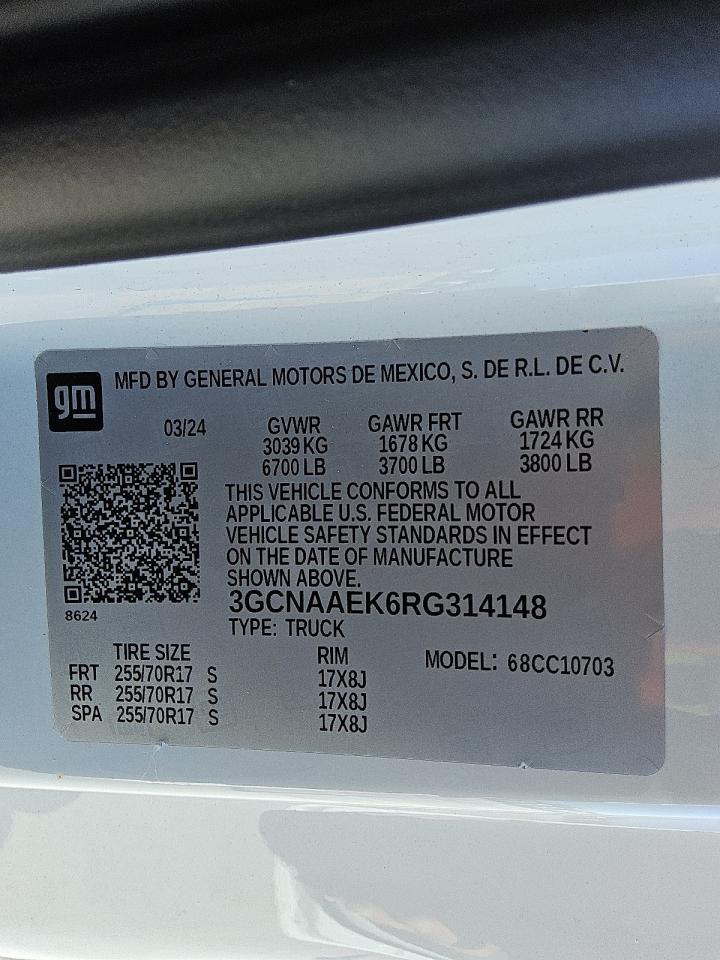 gm
MFD BY GENERAL MOTORS DE MEXICO, S. DE R.L. DE C.V.
03/24 GVWR GAWR FRT GAWR RR
3039 KG 1678 KG 1724 KG
6700 LB 3700 LB 3800 LB
THIS VEHICLE CONFORMS TO ALL
APPLICABLE U.S. FEDERAL MOTOR
VEHICLE SAFETY STANDARDS IN EFFECT
ON THE DATE OF MANUFACTURE
SHOWN ABOVE.
8624
3GCNAAEK6RG314148
TYPE: TRUCK
TIRE SIZE RIM MODEL: 68CC10703
FRT 255/70R17 S 17X8J
RR 255/70R17 S 17X8J
SPA 255/70R17 S 17X8J